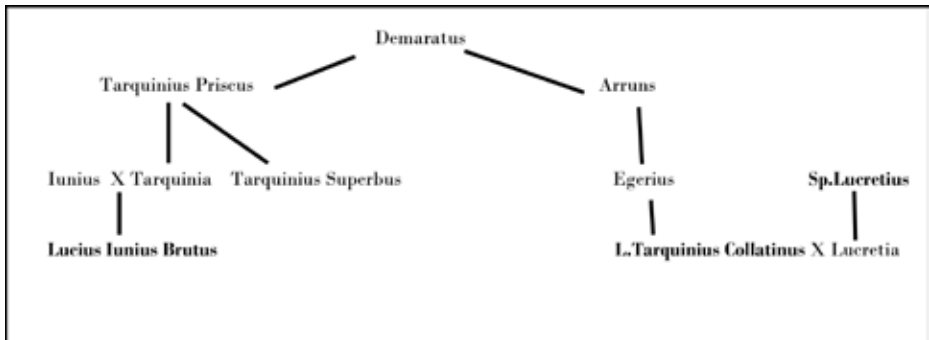 Demaratus
Tarquinius Priscus Arruns
Iunius X Tarquinia Tarquinius Superbus Egerius Sp.Lucretius
Lucius Iunius Brutus L.Tarquinius Collatinus X Lucretia